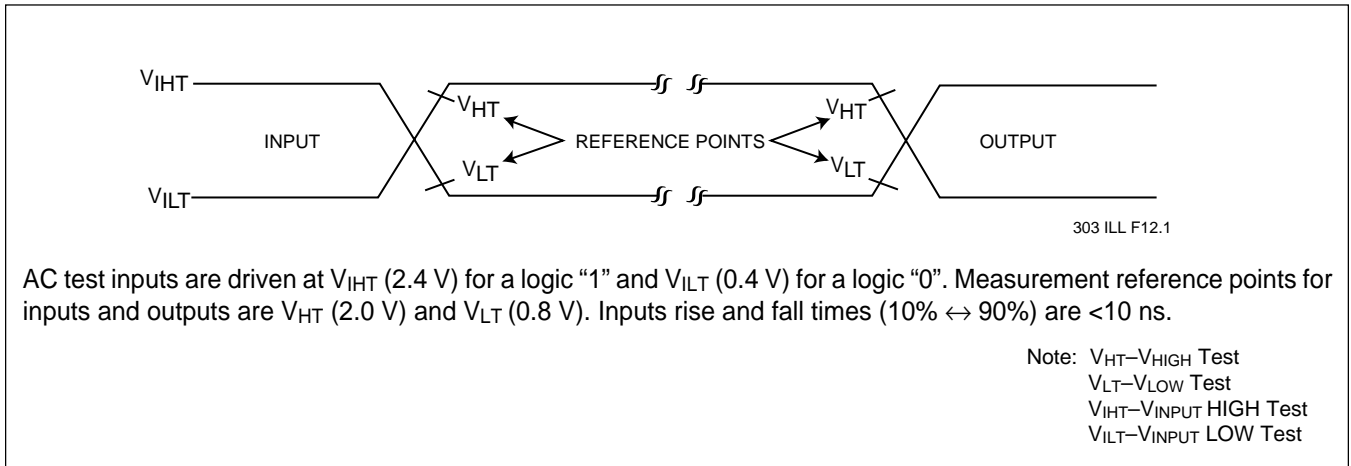 VIHT
VHT
VHT
INPUT
REFERENCE POINTS
OUTPUT
VLT
VLT
VILT
303 ILL F12.1
AC test inputs are driven at VIHT (2.4 V) for a logic “1” and VILT (0.4 V) for a logic “0”. Measurement reference points for
inputs and outputs are VHT (2.0 V) and VLT (0.8 V). Inputs rise and fall times (10% ↔ 90%) are <10 ns.
Note: VHT–VHIGH Test
VLT–VLOW Test
VIHT–VINPUT HIGH Test
VILT–VINPUT LOW Test